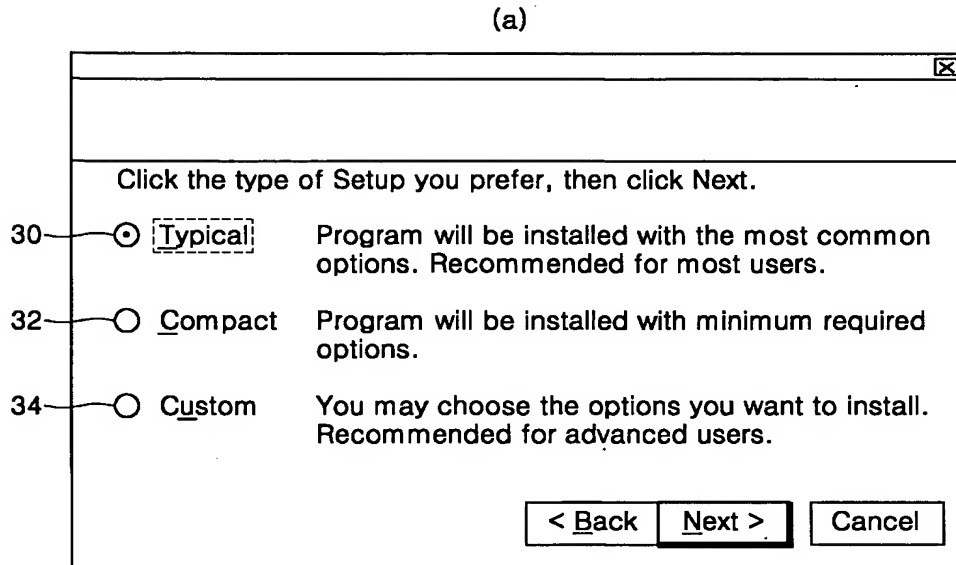 (a)
Click the type of Setup you prefer, then click Next.
30 Typical Program will be installed with the most common
options. Recommended for most users.
32 Compact Program will be installed with minimum required
options.
34 Custom You may choose the options you want to install.
Recommended for advanced users.
< Back Next > Cancel